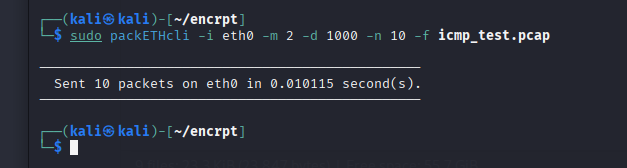 ┌──(kali㉿kali)-[~/encrpt]
└─$ sudo packETHcli -i eth0 -m 2 -d 1000 -n 10 -f icmp_test.pcap
Sent 10 packets on eth0 in 0.010115 second(s).
┌──(kali㉿kali)-[~/encrpt]
└─$